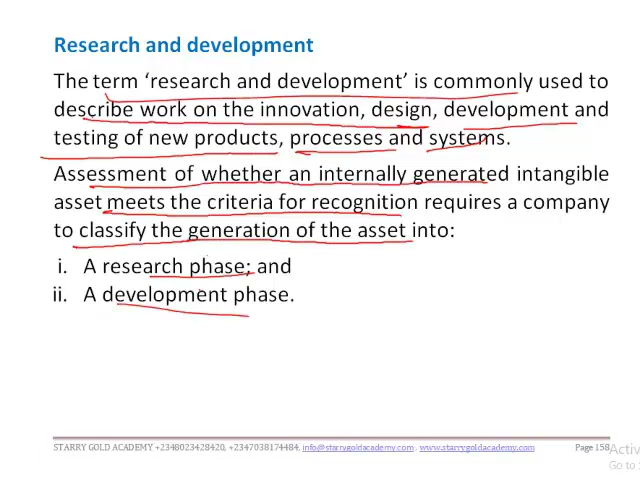 Research and development
The term ‘research and development’ is commonly used to
describe work on the innovation, design, development and
testing of new products, processes and systems.
Assessment of whether an internally generated intangible
asset meets the criteria for recognition requires a company
to classify the generation of the asset into:
i. A research phase; and
ii. A development phase.
STARRY GOLD ACADEMY +2348023428420, +2347038174484, info@starrygoldacademy.com , www.starrygoldacademy.com Page 158
Activ
Go to